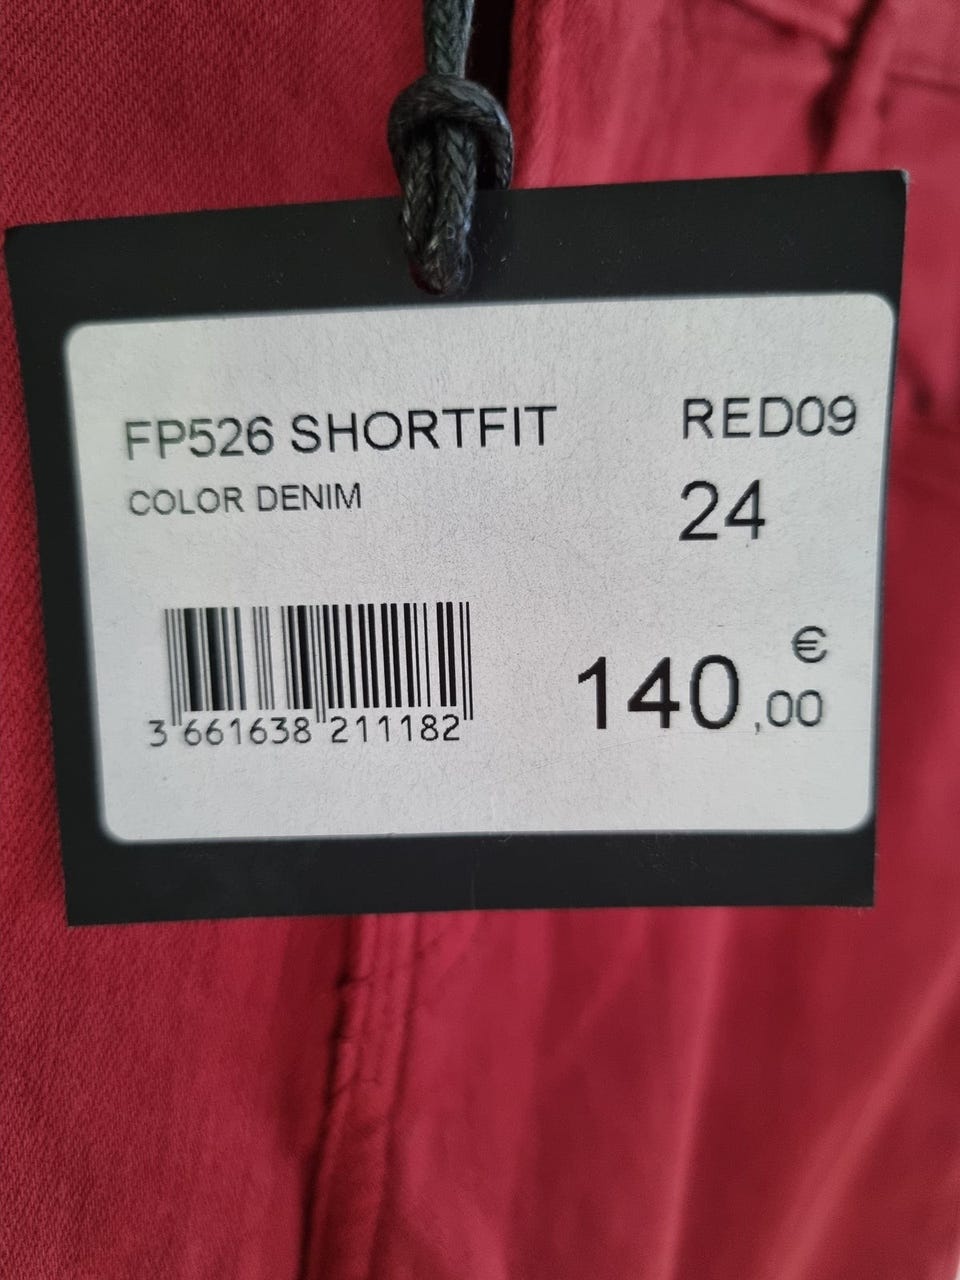 FP526 SHORTFIT RED09
COLOR DENIM 24
140,00 €
3 661638 211182